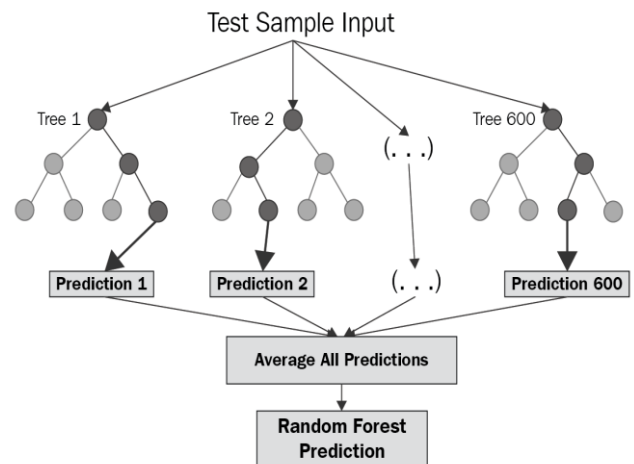 Test Sample Input
Tree 1
Tree 2
(. . .)
Tree 600
Prediction 1
Prediction 2
(. . .)
Prediction 600
Average All Predictions
Random Forest
Prediction